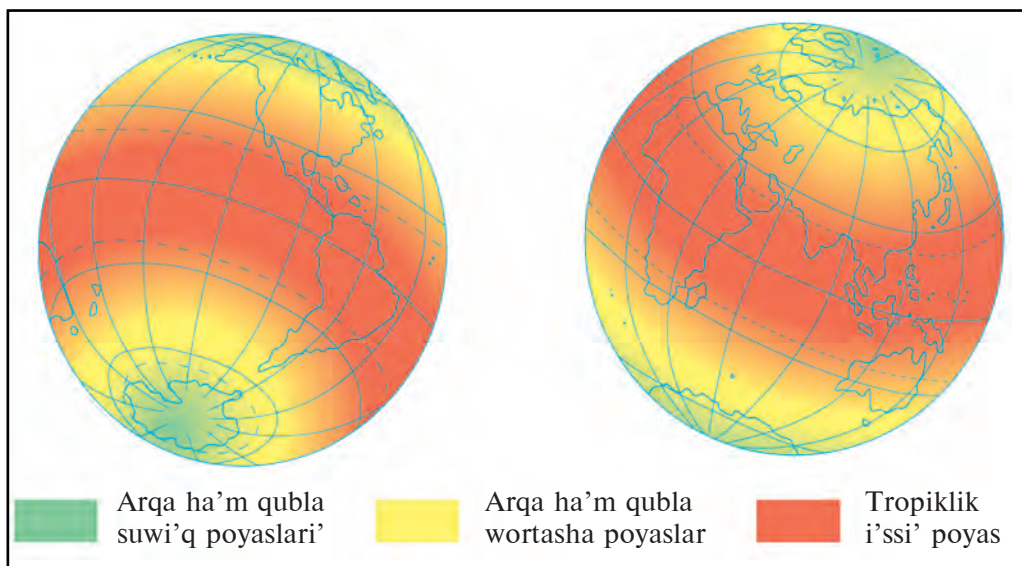 Arqa ha’m qubla
suwi’q poyaslari’
Arqa ha’m qubla
wortasha poyaslar
Tropiklik
i’ssi’ poyas